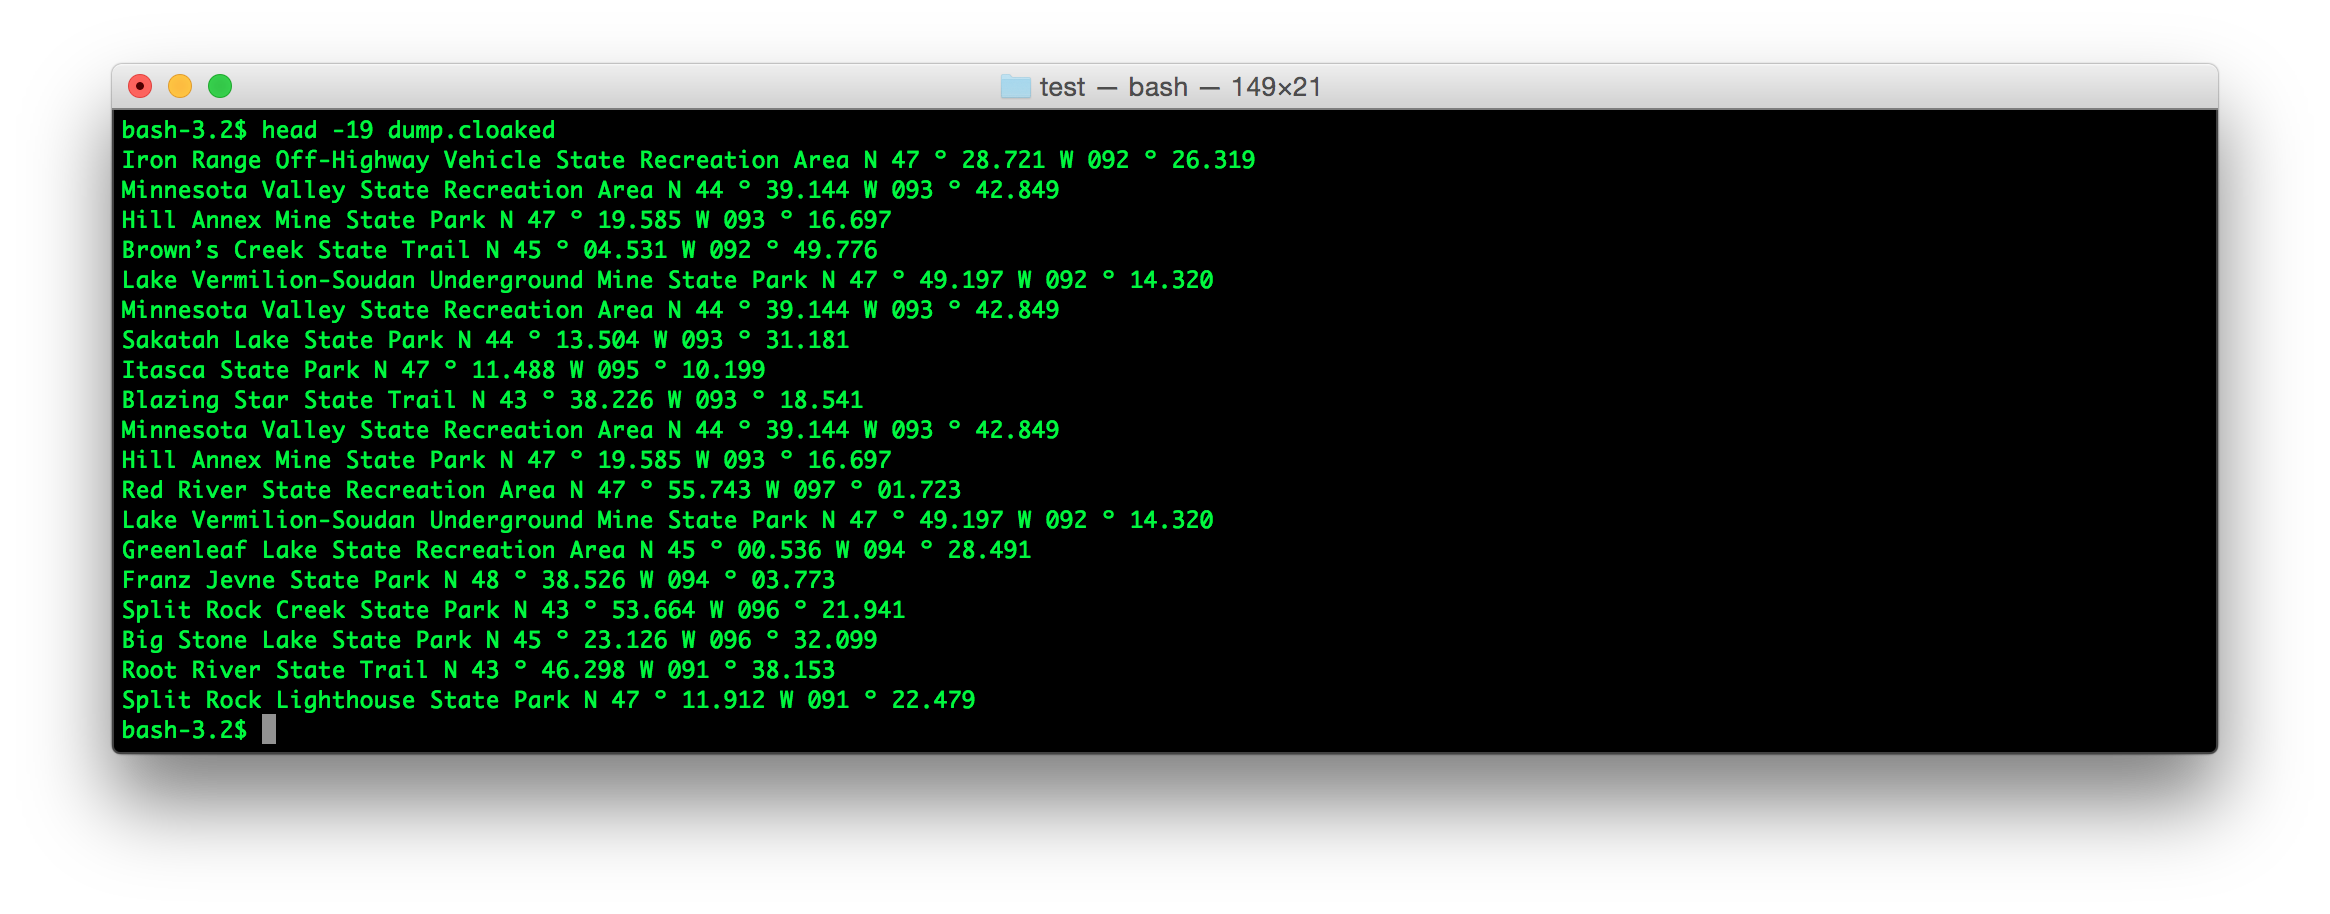 test — bash — 149×21
bash-3.2$ head -19 dump.cloaked
Iron Range Off-Highway Vehicle State Recreation Area N 47 ° 28.721 W 092 ° 26.319
Minnesota Valley State Recreation Area N 44 ° 39.144 W 093 ° 42.849
Hill Annex Mine State Park N 47 ° 19.585 W 093 ° 16.697
Brown’s Creek State Trail N 45 ° 04.531 W 092 ° 49.776
Lake Vermilion-Soudan Underground Mine State Park N 47 ° 49.197 W 092 ° 14.320
Minnesota Valley State Recreation Area N 44 ° 39.144 W 093 ° 42.849
Sakatah Lake State Park N 44 ° 13.504 W 093 ° 31.181
Itasca State Park N 47 ° 11.488 W 095 ° 10.199
Blazing Star State Trail N 43 ° 38.226 W 093 ° 18.541
Minnesota Valley State Recreation Area N 44 ° 39.144 W 093 ° 42.849
Hill Annex Mine State Park N 47 ° 19.585 W 093 ° 16.697
Red River State Recreation Area N 47 ° 55.743 W 097 ° 01.723
Lake Vermilion-Soudan Underground Mine State Park N 47 ° 49.197 W 092 ° 14.320
Greenleaf Lake State Recreation Area N 45 ° 00.536 W 094 ° 28.491
Franz Jevne State Park N 48 ° 38.526 W 094 ° 03.773
Split Rock Creek State Park N 43 ° 53.664 W 096 ° 21.941
Big Stone Lake State Park N 45 ° 23.126 W 096 ° 32.099
Root River State Trail N 43 ° 46.298 W 091 ° 38.153
Split Rock Lighthouse State Park N 47 ° 11.912 W 091 ° 22.479
bash-3.2$